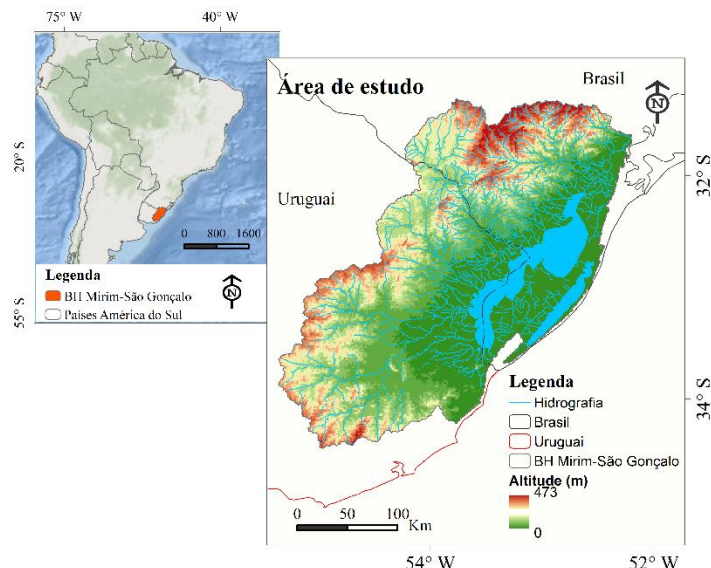 75° W
40° W
20° S
55° S
0
800
1600
Legenda
N
BH Mirim-São Gonçalo
Países América do Sul
Área de estudo
Brasil
N
Uruguai
32° S
34° S
Legenda
Hidrografia
Brasil
Uruguai
BH Mirim-São Gonçalo
Altitude (m)
473
0
0
50
100
Km
54° W
52° W